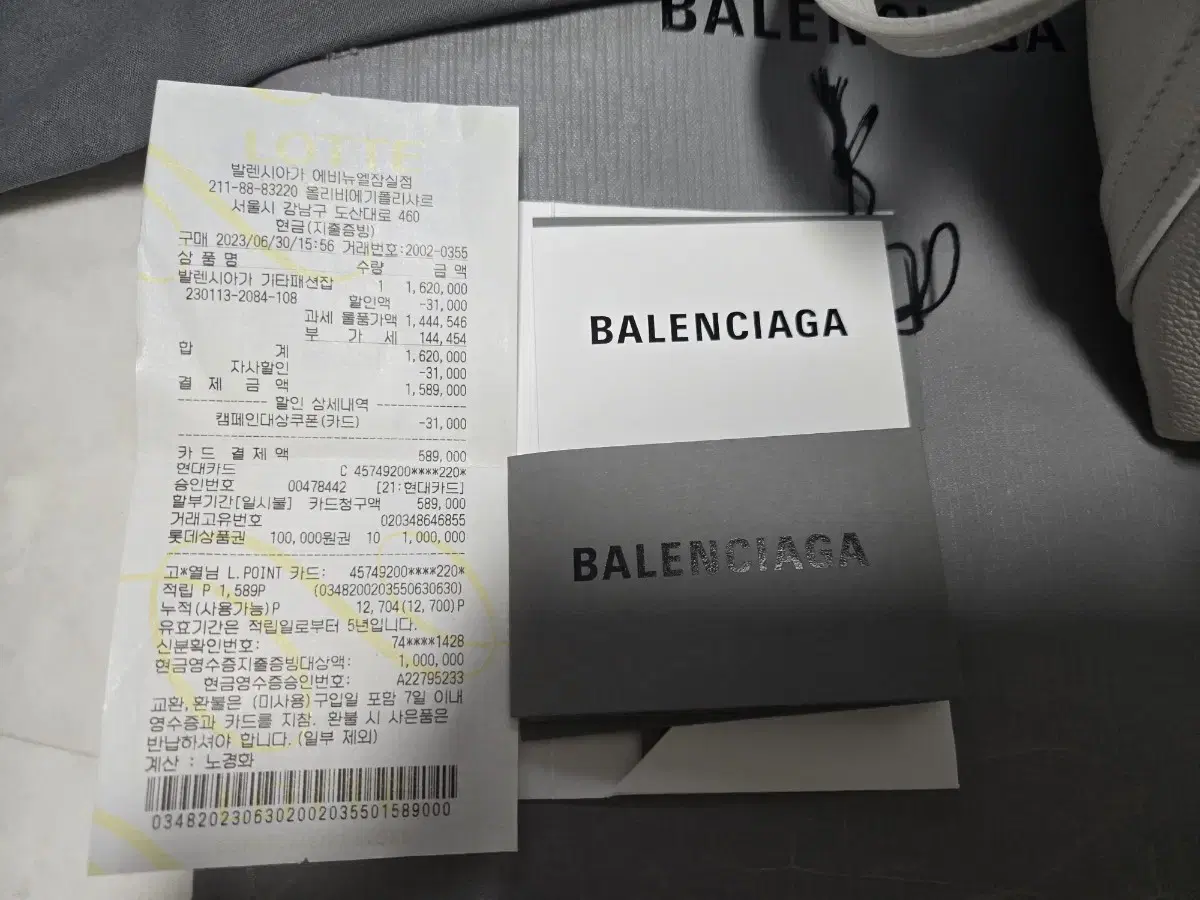 BALENCIAGA
LOTTE
발렌시아가 에비뉴엘잠실점
211-88-83220 올리비에기폴리샤르
서울시 강남구 도산대로 460
현금(지출증빙)
구매 2023/06/30/15:56 거래번호:2002-0355
상 품 명 수량 금 액
발렌시아가 기타패션잡 1 1,620,000
230113-2084-108 할인액 -31,000
과세 물품가액 1,444,546
부 가 세 144,454
합 계 1,620,000
자사할인 -31,000
결 제 금 액 1,589,000
할인 상세내역
캠페인대상쿠폰(카드) -31,000
카 드 결 제 액 589,000
현대카드 C 45749200****220*
승인번호 00478442 [21:현대카드]
할부기간[일시불] 카드청구액 589,000
거래고유번호 020348646855
롯데상품권 100,000원권 10 1,000,000
고*열님 L.POINT 카드: 45749200****220*
적립 P 1,589P (0348200203550630630)
누적(사용가능)P 12,704(12,700)P
유효기간은 적립일로부터 5년입니다.
신분확인번호: 74****1428
현금영수증지출증빙대상액: 1,000,000
현금영수증승인번호: A22795233
교환,환불은 (미사용)구입일 포함 7일 이내
영수증과 카드를 지참. 환불 시 사은품은
반납하셔야 합니다.(일부 제외)
계산 : 노경화
0348202306302002035501589000
BALENCIAGA
BALENCIAGA